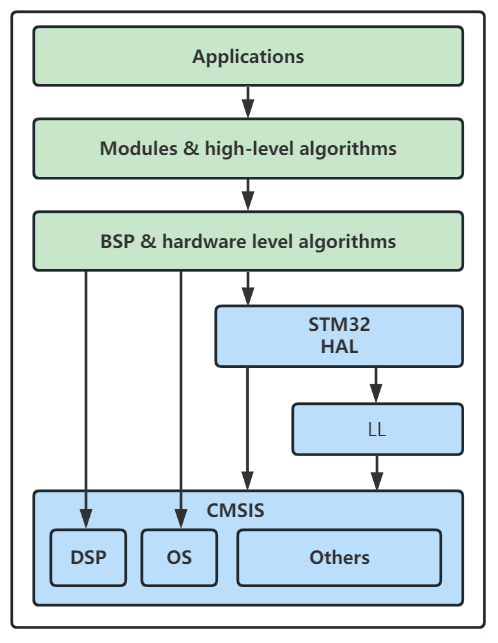 Applications
Modules & high-level algorithms
BSP & hardware level algorithms
STM32
HAL
LL
CMSIS
DSP
OS
Others